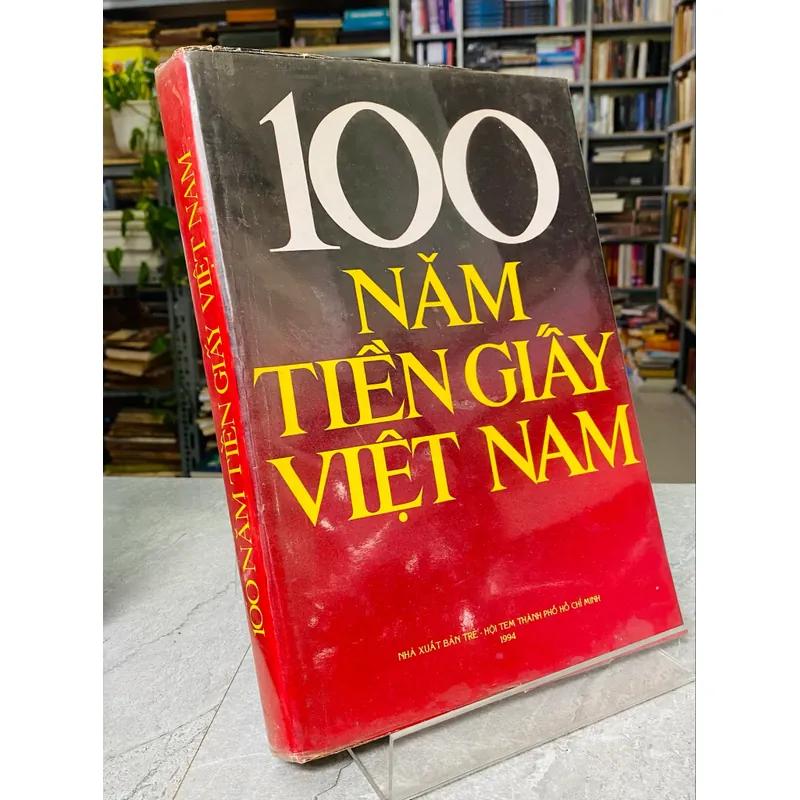 100
NĂM
TIỀN GIẤY
VIỆT NAM
NHÀ XUẤT BẢN TRẺ - HỘI TEM THÀNH PHỐ HỒ CHÍ MINH
1994
100 NĂM TIỀN GIẤY VIỆT NAM